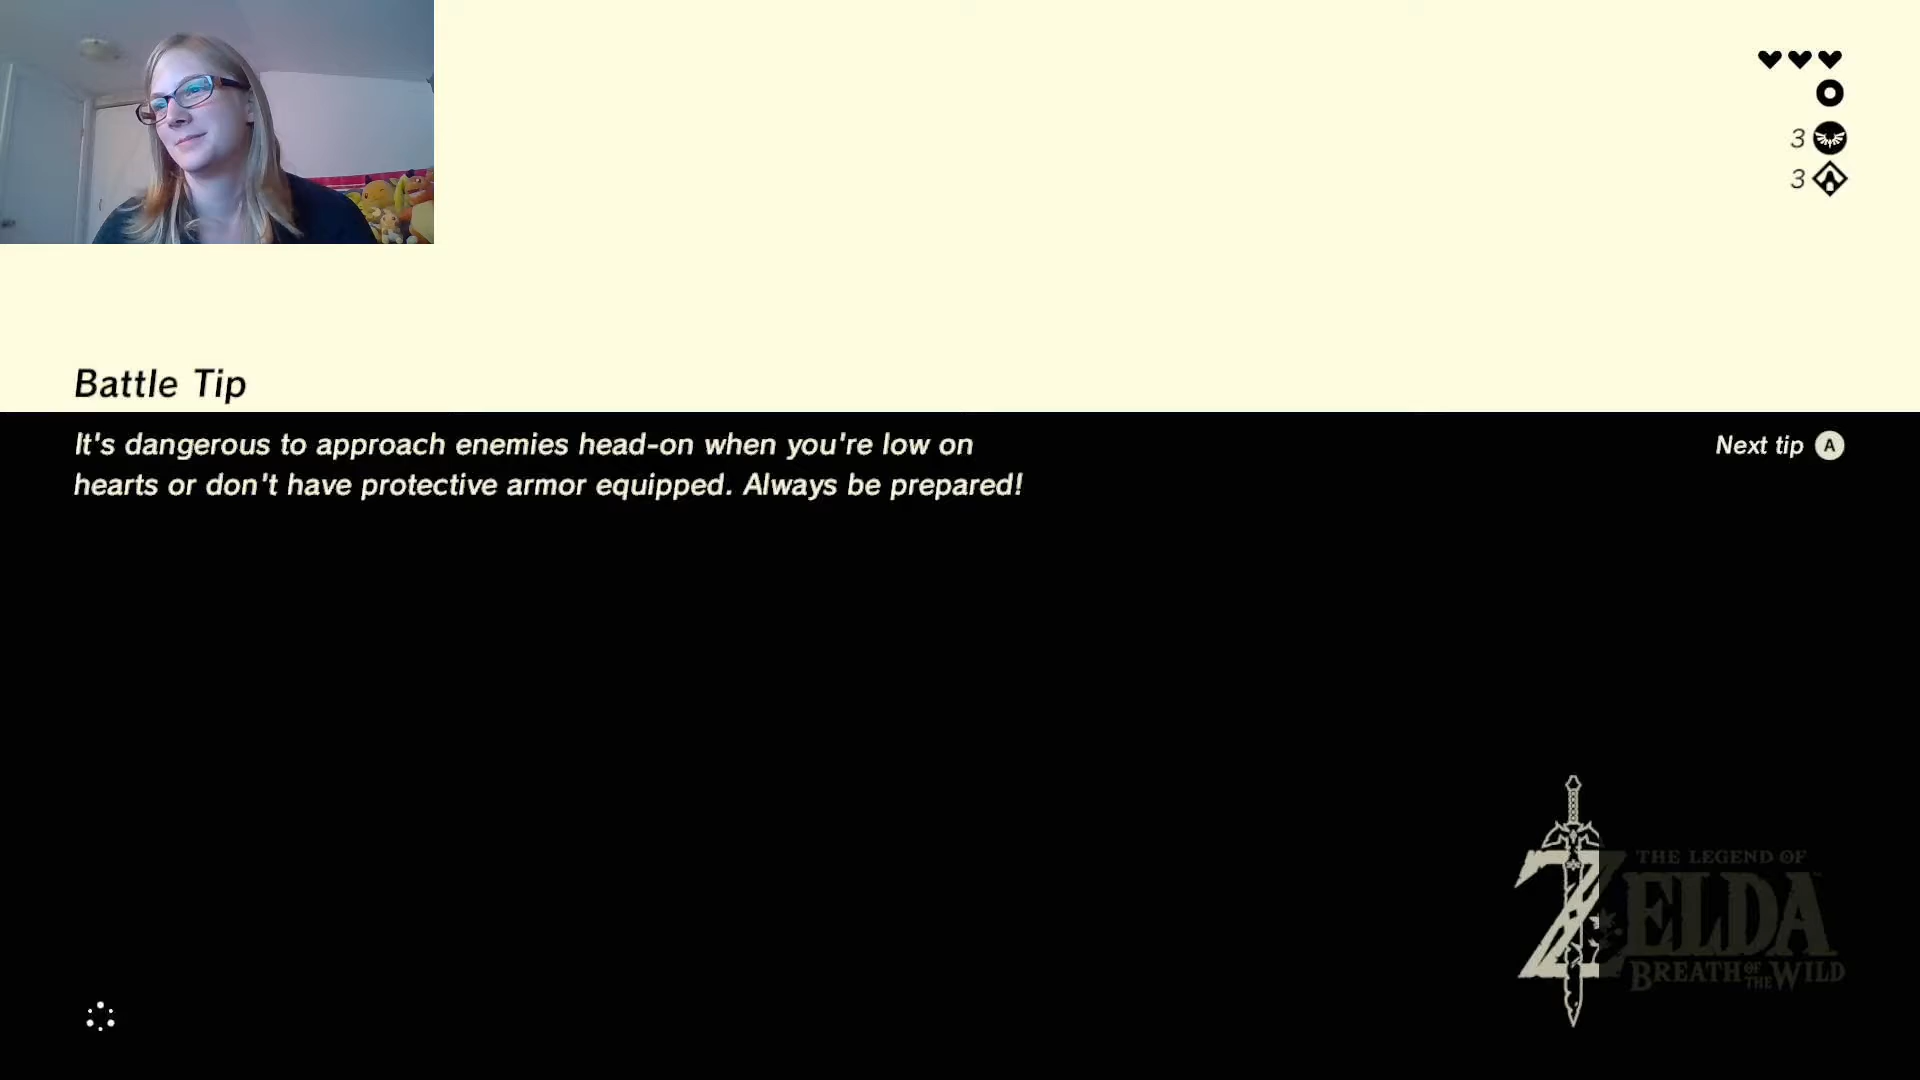 3
3
Battle Tip
It's dangerous to approach enemies head-on when you're low on
hearts or don't have protective armor equipped. Always be prepared!
Next tip A
THE LEGEND OF
ZELDA
BREATH OF THE WILD